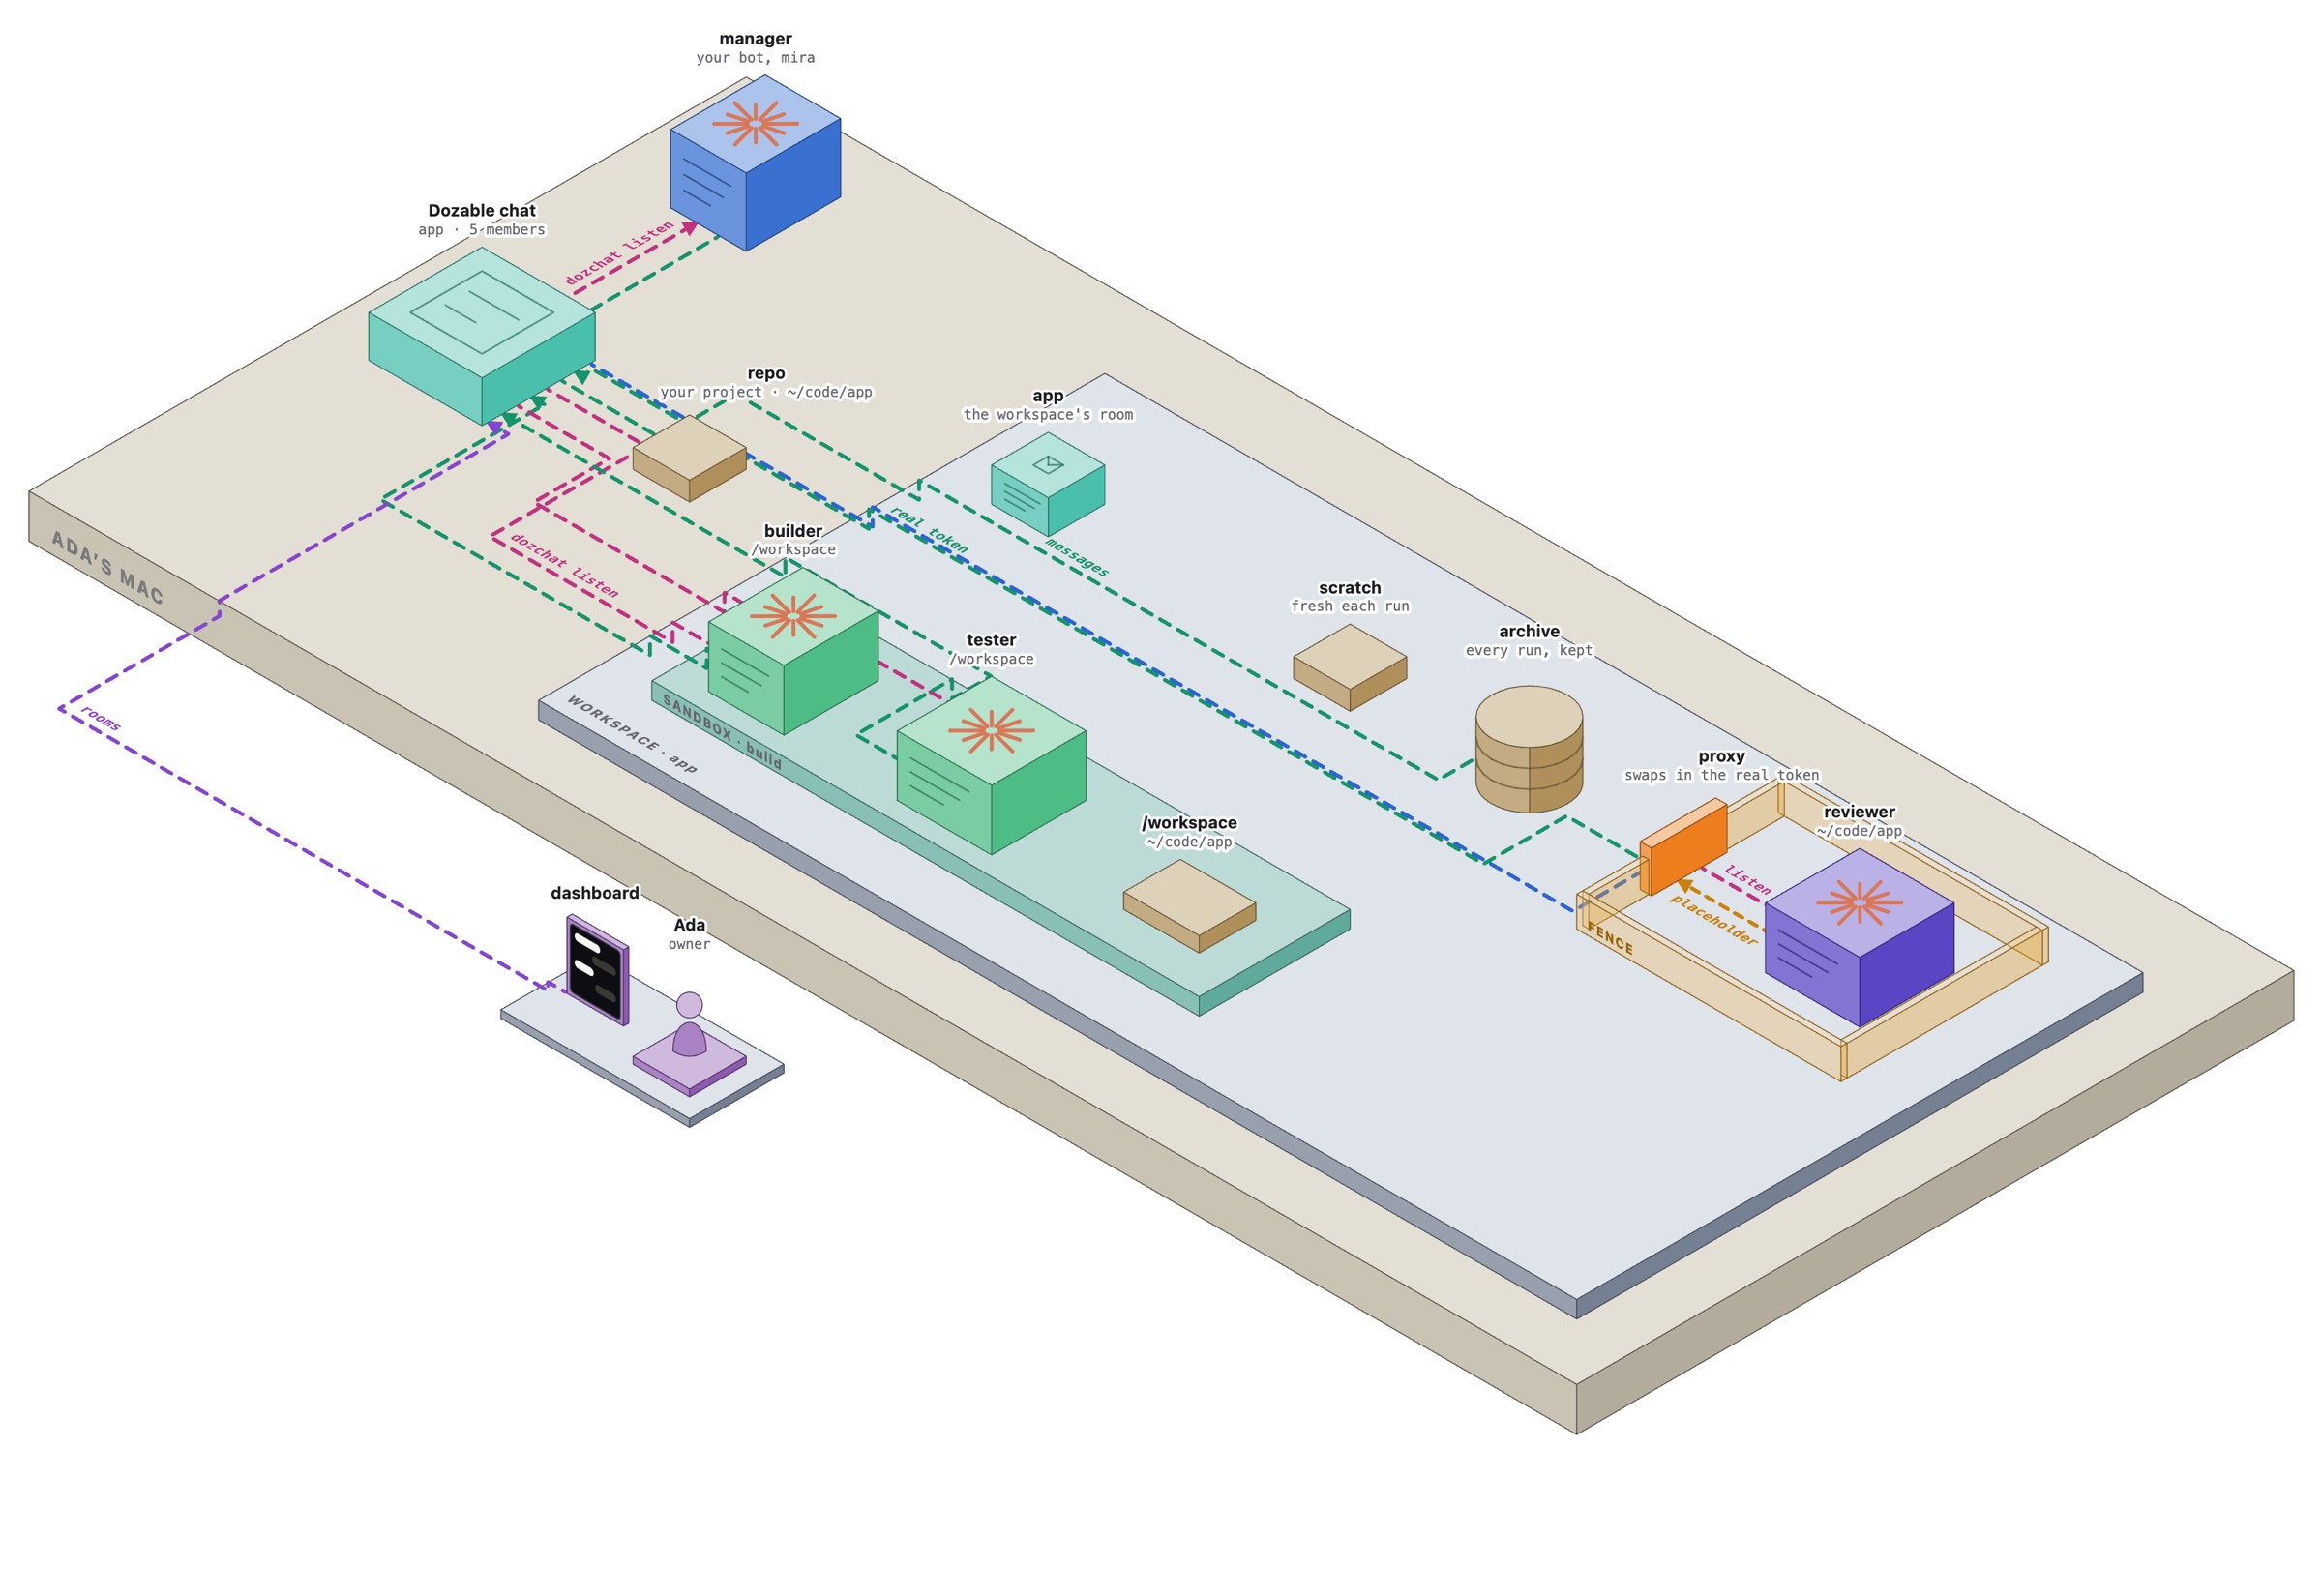 manager
your bot, mira
Dozable chat
app · 5 members
dozchat listen
repo
your project · ~/code/app
app
the workspace's room
real token
messages
builder
/workspace
dozchat listen
ADA'S MAC
scratch
fresh each run
archive
every run, kept
tester
/workspace
WORKSPACE · app
SANDBOX · build
rooms
proxy
swaps in the real token
reviewer
~/code/app
/workspace
~/code/app
listen
placeholder
FENCE
dashboard
Ada
owner